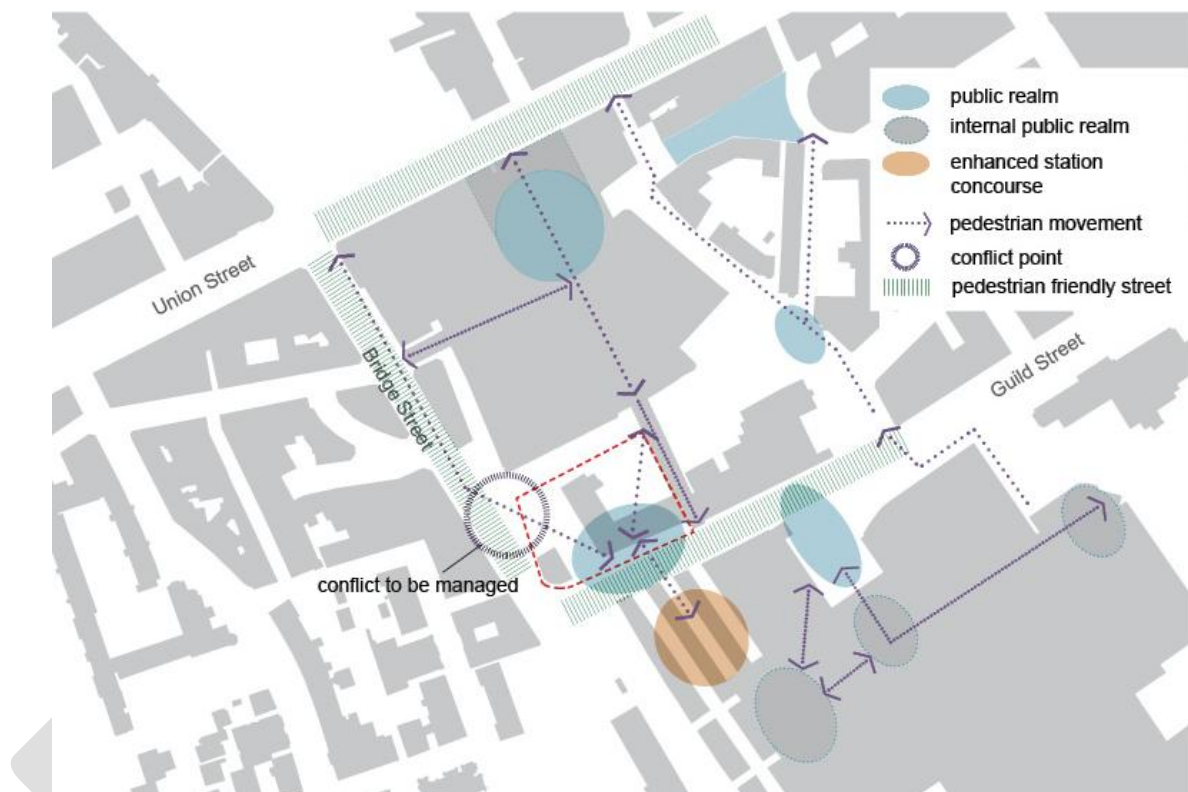 public realm
internal public realm
enhanced station
concourse
pedestrian movement
conflict point
pedestrian friendly street
Union Street
Bridge Street
Guild Street
conflict to be managed